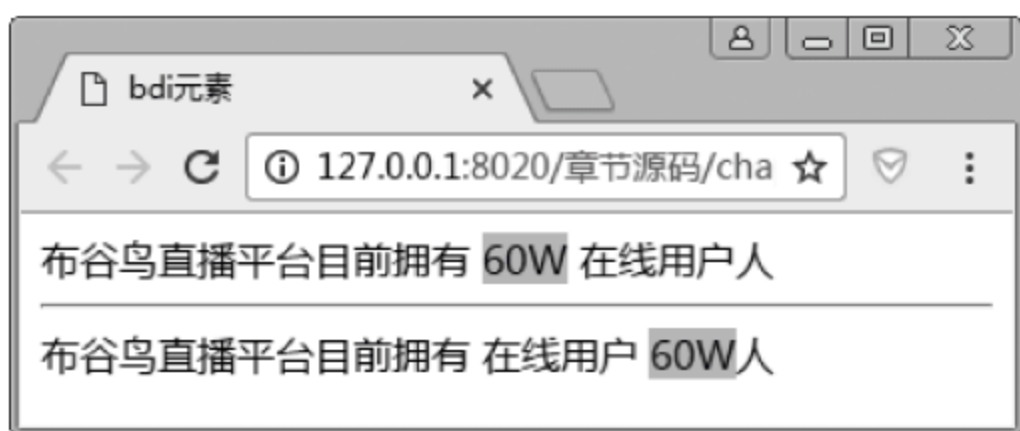 bdi元素
127.0.0.1:8020/章节源码/cha
布谷鸟直播平台目前拥有 60W 在线用户人
布谷鸟直播平台目前拥有 在线用户 60W人